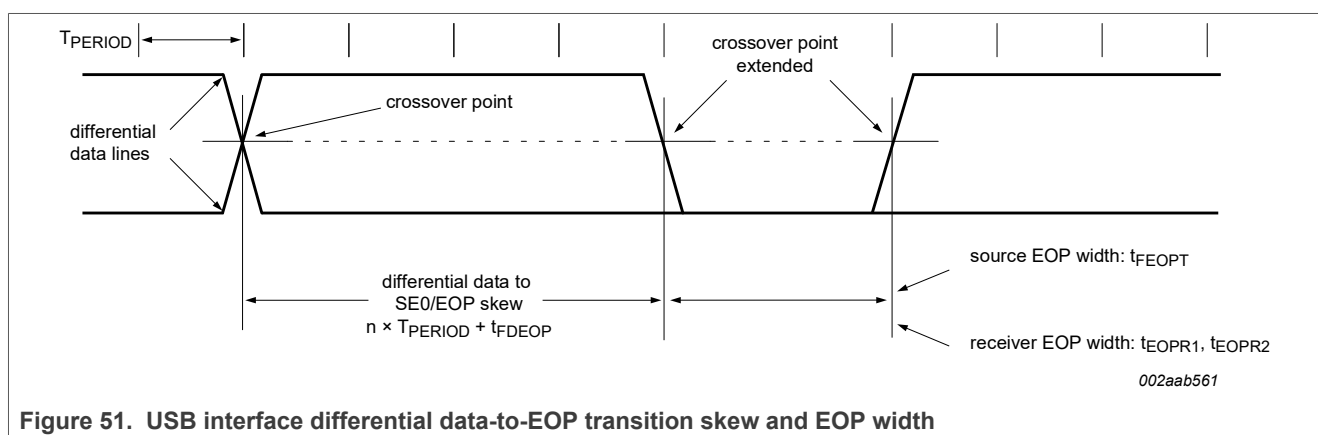 TPERIOD
crossover point
extended
crossover point
differential
data lines
differential data to
SE0/EOP skew
n × TPERIOD + tFDEOP
source EOP width: tFEOPT
receiver EOP width: tEOPR1, tEOPR2
002aab561
Figure 51. USB interface differential data-to-EOP transition skew and EOP width